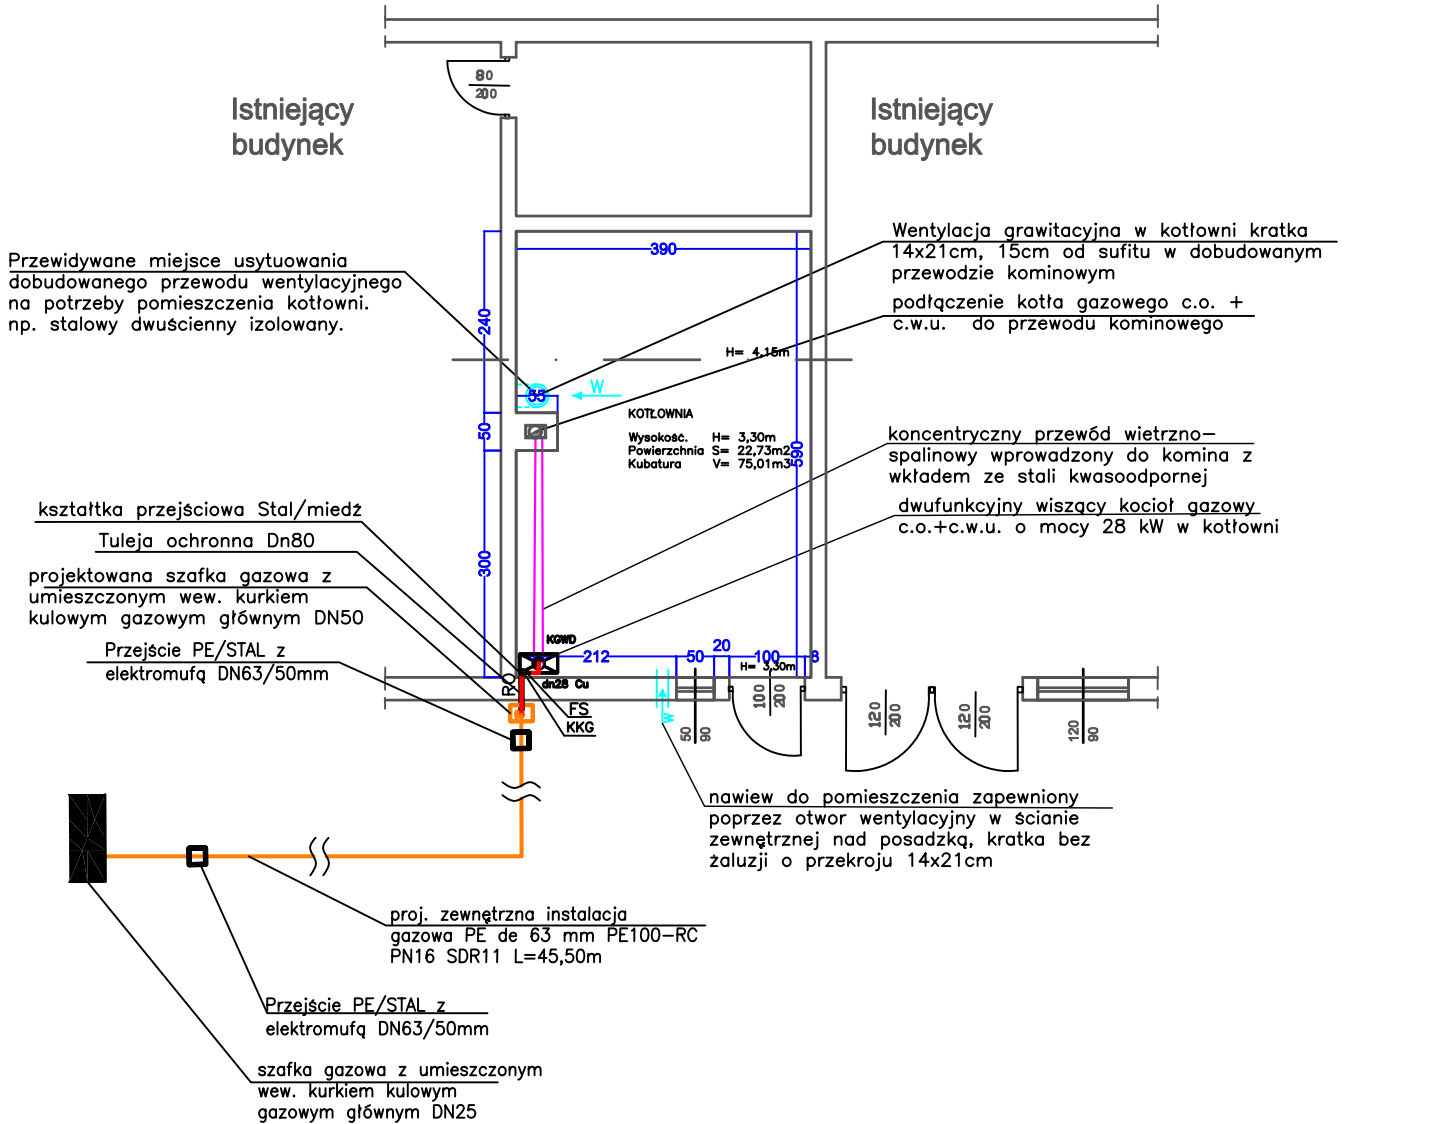 80
200
Istniejący
budynek
Istniejący
budynek
Wentylacja grawitacyjna w kotłowni kratka
14x21cm, 15cm od sufitu w dobudowanym
przewodzie kominowym
390
Przewidywane miejsce usytuowania
dobudowanego przewodu wentylacyjnego
na potrzeby pomieszczenia kotłowni.
np. stalowy dwuścienny izolowany.
podłączenie kotła gazowego c.o. +
c.w.u. do przewodu kominowego
240
H= 4,15m
W
55
KOTŁOWNIA
50
Wysokość. H= 3,30m
Powierzchnia S= 22,73m2
Kubatura V= 75,01m3
590
koncentryczny przewód wietrzno-
spalinowy wprowadzony do komina z
wkładem ze stali kwasoodpornej
dwufunkcyjny wiszący kocioł gazowy
c.o.+c.w.u. o mocy 28 kW w kotłowni
kształtka przejściowa Stal/miedź
Tuleja ochronna Dn80
300
projektowana szafka gazowa z
umieszczonym wew. kurkiem
kulowym gazowym głównym DN50
Przejście PE/STAL z
elektromufą DN63/50mm
KGWD
212
50
20
100
8
H= 3,30m
dn28 Cu
RO
FS
KKG
W
50
90
100
200
120
200
120
200
120
90
nawiew do pomieszczenia zapewniony
poprzez otwor wentylacyjny w ścianie
zewnętrznej nad posadzką, kratka bez
żaluzji o przekroju 14x21cm
proj. zewnętrzna instalacja
gazowa PE de 63 mm PE100-RC
PN16 SDR11 L=45,50m
Przejście PE/STAL z
elektromufą DN63/50mm
szafka gazowa z umieszczonym
wew. kurkiem kulowym
gazowym głównym DN25